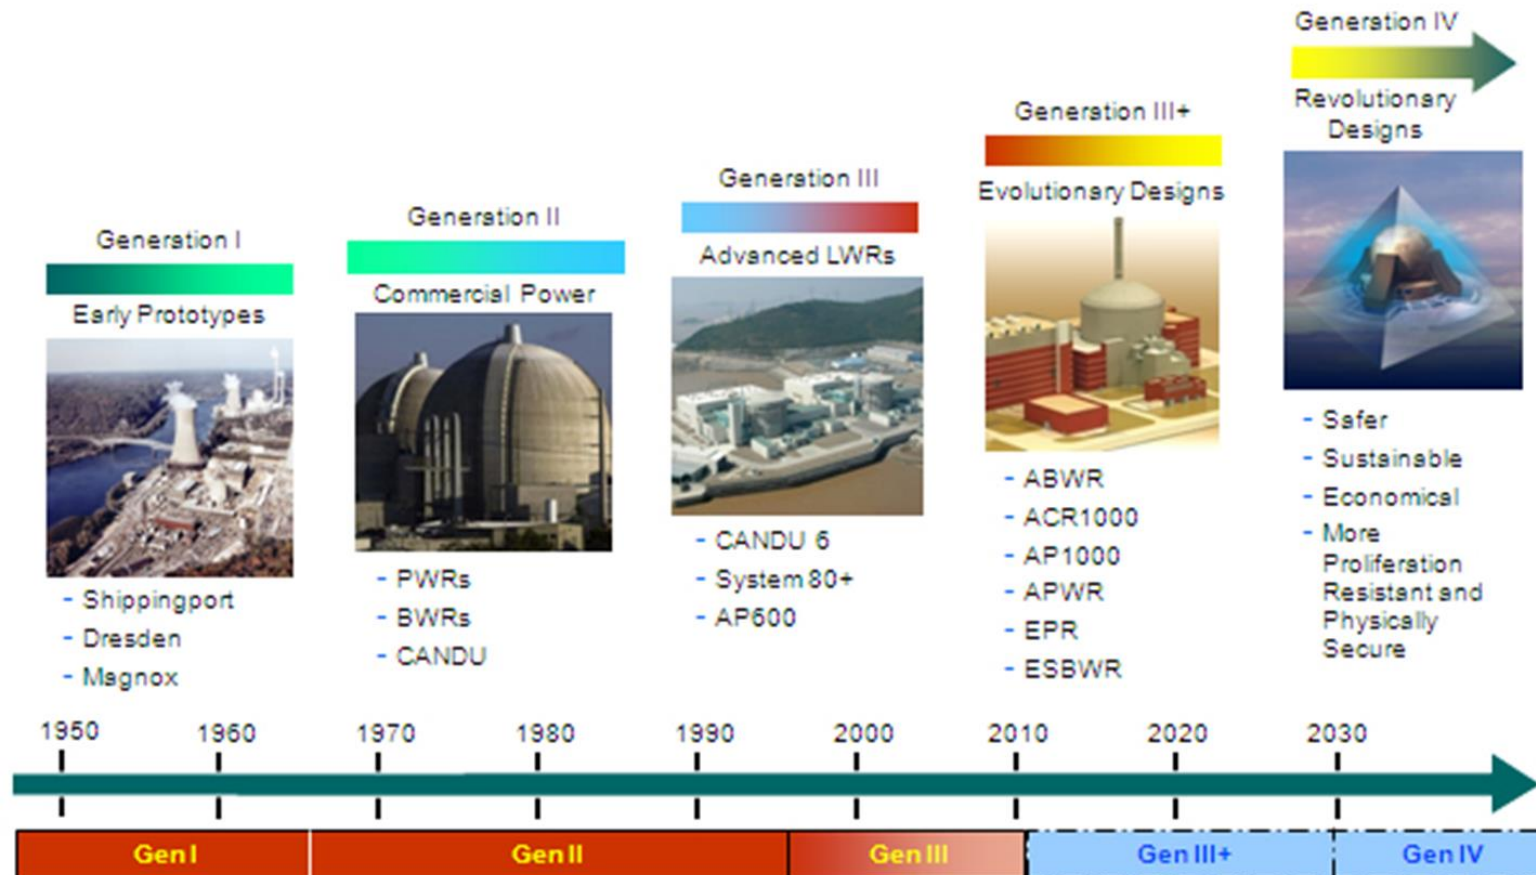 Generation I
Early Prototypes
- Shippingport
- Dresden
- Magnox
Generation II
Commercial Power
- PWRs
- BWRs
- CANDU
Generation III
Advanced LWRs
- CANDU 6
- System 80+
- AP600
Generation III+
Evolutionary Designs
- ABWR
- ACR1000
- AP1000
- APWR
- EPR
- ESBWR
Generation IV
Revolutionary
Designs
- Safer
- Sustainable
- Economical
- More
Proliferation
Resistant and
Physically
Secure
1950 1960 1970 1980 1990 2000 2010 2020 2030
Gen I Gen II Gen III Gen III+ Gen IV